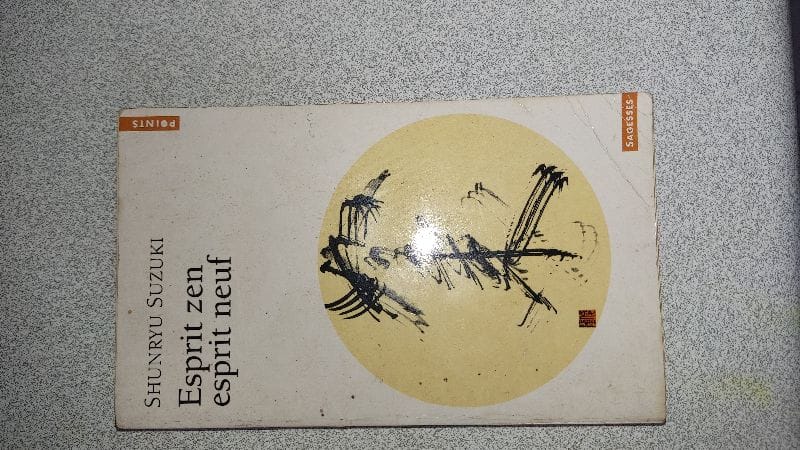 POINTS
SHUNRYU SUZUKI
Esprit zen
esprit neuf
SAGESSES